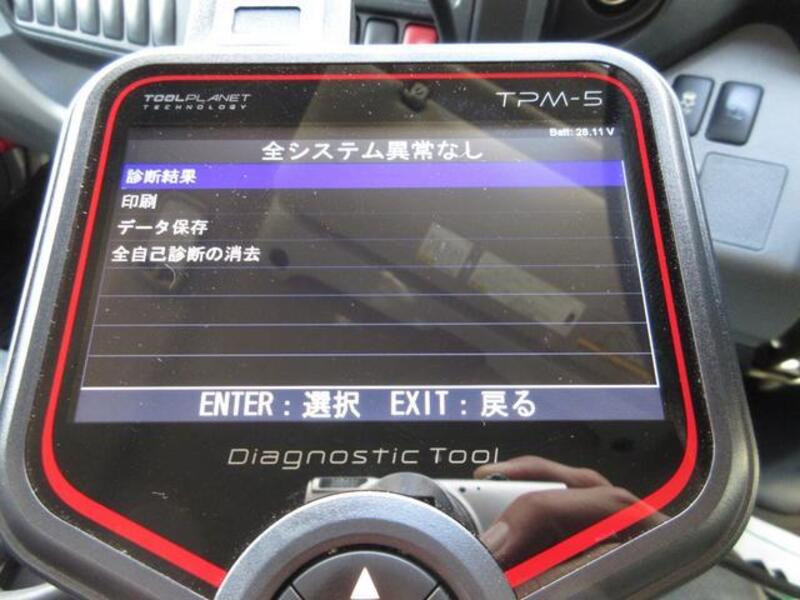 TOOLPLANET
TECHNOLOGY
TPM-5
Batt: 28.11 V
全システム異常なし
診断結果
印刷
データ保存
全自己診断の消去
ENTER : 選択 EXIT : 戻る
Diagnostic Tool